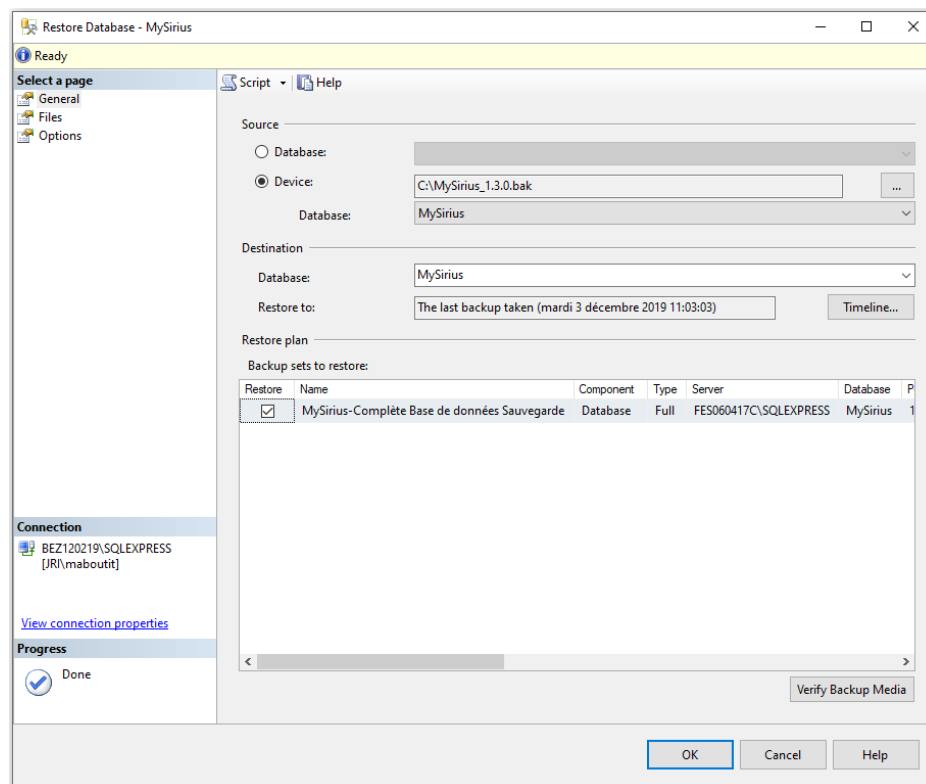 Restore Database - MySirius
Ready
Select a page
General
Files
Options
Script
Help
Source
Database:
Device:
C:\MySirius_1.3.0.bak
...
Database:
MySirius
Destination
Database:
MySirius
Restore to:
The last backup taken (mardi 3 décembre 2019 11:03:03)
Timeline...
Restore plan
Backup sets to restore:
Restore Name Component Type Server Database P
MySirius-Complète Base de données Sauvegarde Database Full FES060417C\SQLEXPRESS MySirius 1
Connection
BEZ120219\SQLEXPRESS
[JRI\maboutit]
View connection properties
Progress
Done
Verify Backup Media
OK Cancel Help